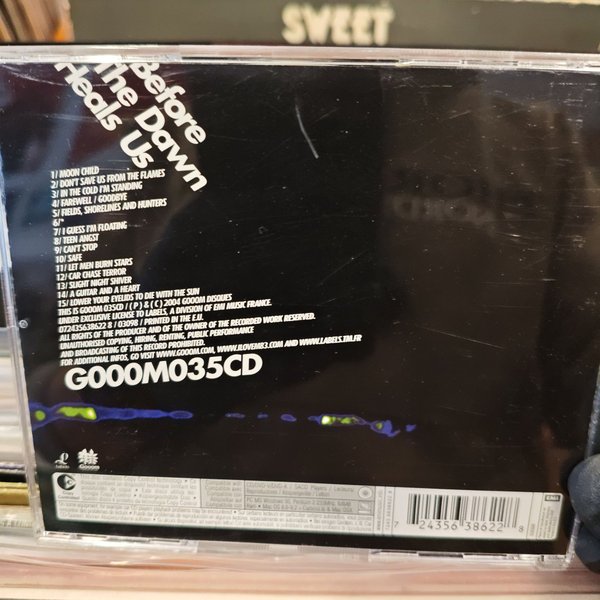 SWEET
Before
The Dawn
Heals Us
1/ MOON CHILD
2/ DON'T SAVE US FROM THE FLAMES
3/ IN THE COLD I'M STANDING
4/ FAREWELL / GOODBYE
5/ FIELDS, SHORELINES AND HUNTERS
6/*
7/ I GUESS I'M FLOATING
8/ TEEN ANGST
9/ CAN'T STOP
10/ SAFE
11/ LET MEN BURN STARS
12/ CAR CHASE TERROR
13/ SLIGHT NIGHT SHIVER
14/ A GUITAR AND A HEART
15/ LOWER YOUR EYELIDS TO DIE WITH THE SUN
THIS IS GOOOM 035CD / ( P ) & ( C ) 2004 GOOM DISQUES
UNDER EXCLUSIVE LICENSE TO LABELS, A DIVISION OF EMI MUSIC FRANCE.
072435638622 8 / 03098 / PRINTED IN THE E.U.
ALL RIGHTS OF THE PRODUCER AND OF THE OWNER OF THE RECORDED WORK RESERVED.
UNAUTHORISED COPYING, HIRING, RENTING, PUBLIC PERFORMANCE
AND BROADCASTING OF THIS RECORD PROHIBITED.
FOR ADDITIONAL INFOS, GO VISIT WWW.GOOOM.COM, WWW.ILOVEM83.COM AND WWW.LABELS.TM.FR
G000M035CD
Labels
Gooom
EMI
7 24356 38622 8